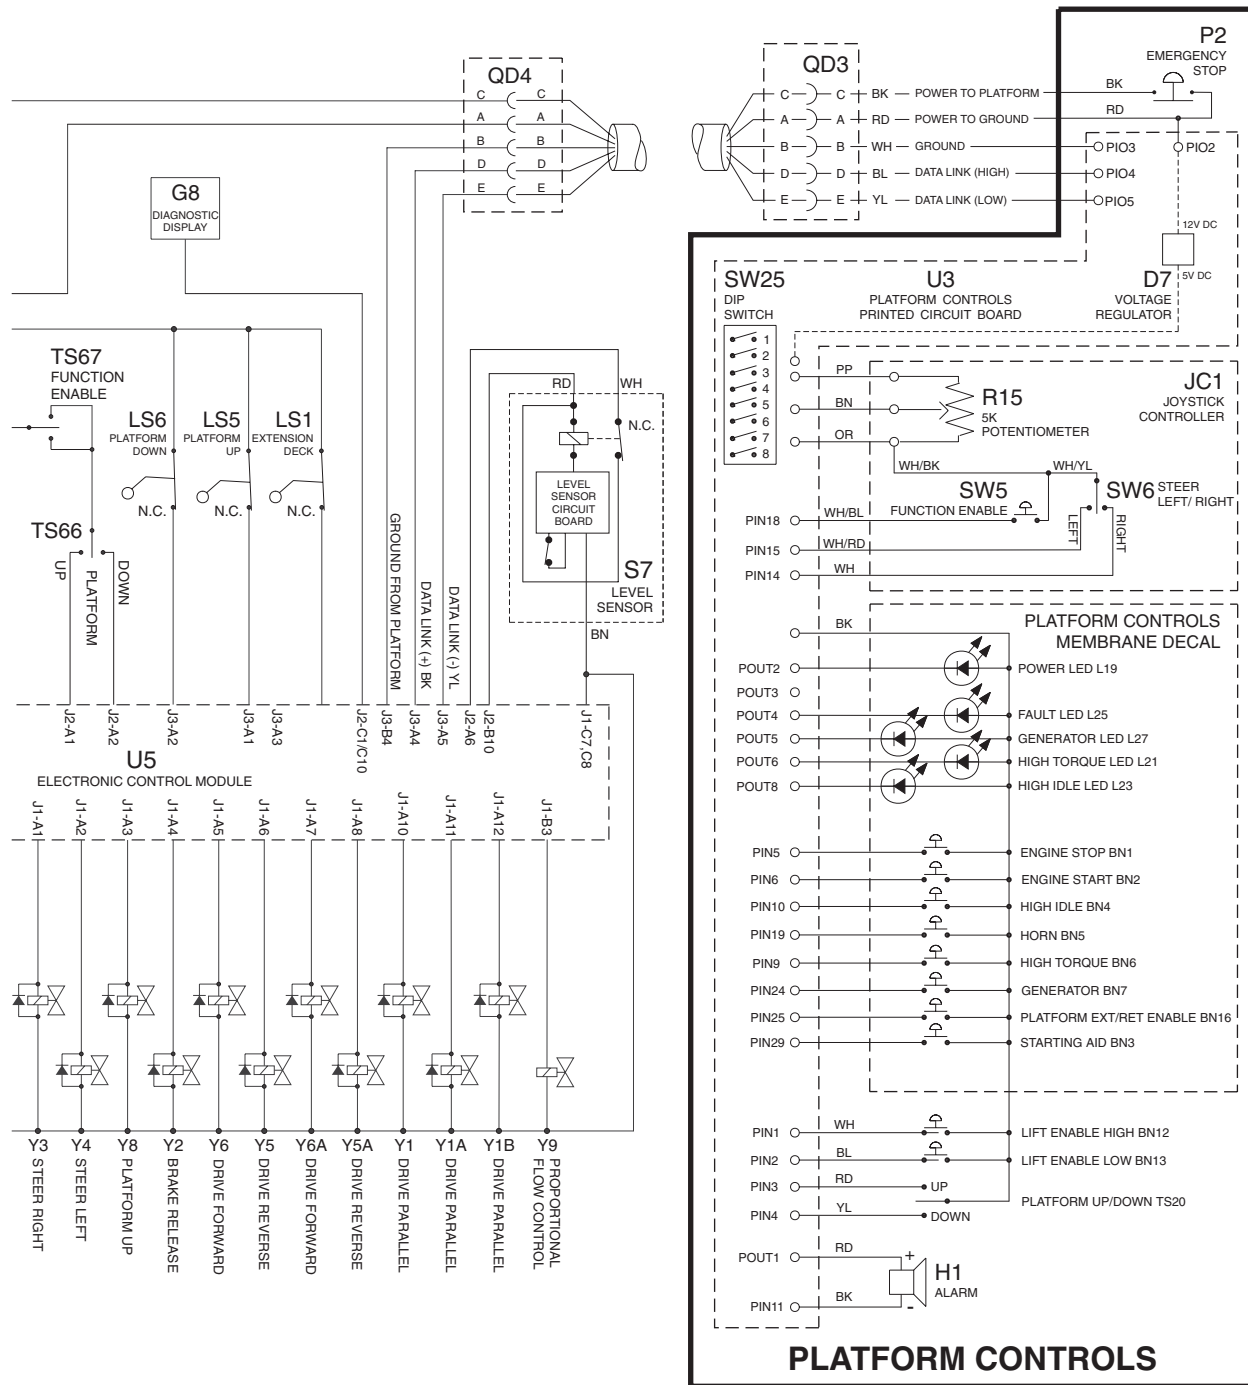 QD4
C C
A A
B B
D D
E E
QD3
C C BK POWER TO PLATFORM
A A RD POWER TO GROUND
B B WH GROUND
D D BL DATA LINK (HIGH)
E E YL DATA LINK (LOW)
P2
EMERGENCY
STOP
BK
RD
PIO3
PIO2
PIO4
PIO5
12V DC
5V DC
D7
VOLTAGE
REGULATOR
U3
PLATFORM CONTROLS
PRINTED CIRCUIT BOARD
SW25
DIP
SWITCH
1
2
3
4
5
6
7
8
G8
DIAGNOSTIC
DISPLAY
TS67
FUNCTION
ENABLE
LS6
PLATFORM
DOWN
N.C.
LS5
PLATFORM
UP
N.C.
LS1
EXTENSION
DECK
N.C.
TS66
UP
PLATFORM
DOWN
GROUND FROM PLATFORM
DATA LINK (+) BK
DATA LINK (-) YL
RD
WH
N.C.
LEVEL
SENSOR
CIRCUIT
BOARD
S7
LEVEL
SENSOR
BN
PP
BN
OR
R15
5K
POTENTIOMETER
JC1
JOYSTICK
CONTROLLER
WH/BK
WH/YL
SW5
FUNCTION ENABLE
SW6
STEER
LEFT/ RIGHT
LEFT
RIGHT
PIN18 WH/BL
PIN15 WH/RD
PIN14 WH
PLATFORM CONTROLS
MEMBRANE DECAL
BK
POUT2 POWER LED L19
POUT3
POUT4 FAULT LED L25
POUT5 GENERATOR LED L27
POUT6 HIGH TORQUE LED L21
POUT8 HIGH IDLE LED L23
PIN5 ENGINE STOP BN1
PIN6 ENGINE START BN2
PIN10 HIGH IDLE BN4
PIN19 HORN BN5
PIN9 HIGH TORQUE BN6
PIN24 GENERATOR BN7
PIN25 PLATFORM EXT/RET ENABLE BN16
PIN29 STARTING AID BN3
PIN1 WH LIFT ENABLE HIGH BN12
PIN2 BL LIFT ENABLE LOW BN13
PIN3 RD UP
PLATFORM UP/DOWN TS20
PIN4 YL DOWN
POUT1 RD +
H1
ALARM
PIN11 BK -
PLATFORM CONTROLS
J2-A1
J2-A2
J3-A2
J3-A1
J3-A3
J2-C1/C10
J3-B4
J3-A4
J3-A5
J2-A6
J2-B10
J1-C7,C8
U5
ELECTRONIC CONTROL MODULE
J1-A1
J1-A2
J1-A3
J1-A4
J1-A5
J1-A6
J1-A7
J1-A8
J1-A10
J1-A11
J1-A12
J1-B3
Y3
STEER RIGHT
Y4
STEER LEFT
Y8
PLATFORM UP
Y2
BRAKE RELEASE
Y6
DRIVE FORWARD
Y5
DRIVE REVERSE
Y6A
DRIVE FORWARD
Y5A
DRIVE REVERSE
Y1
DRIVE PARALLEL
Y1A
DRIVE PARALLEL
Y1B
DRIVE PARALLEL
Y9
PROPORTIONAL
FLOW CONTROL